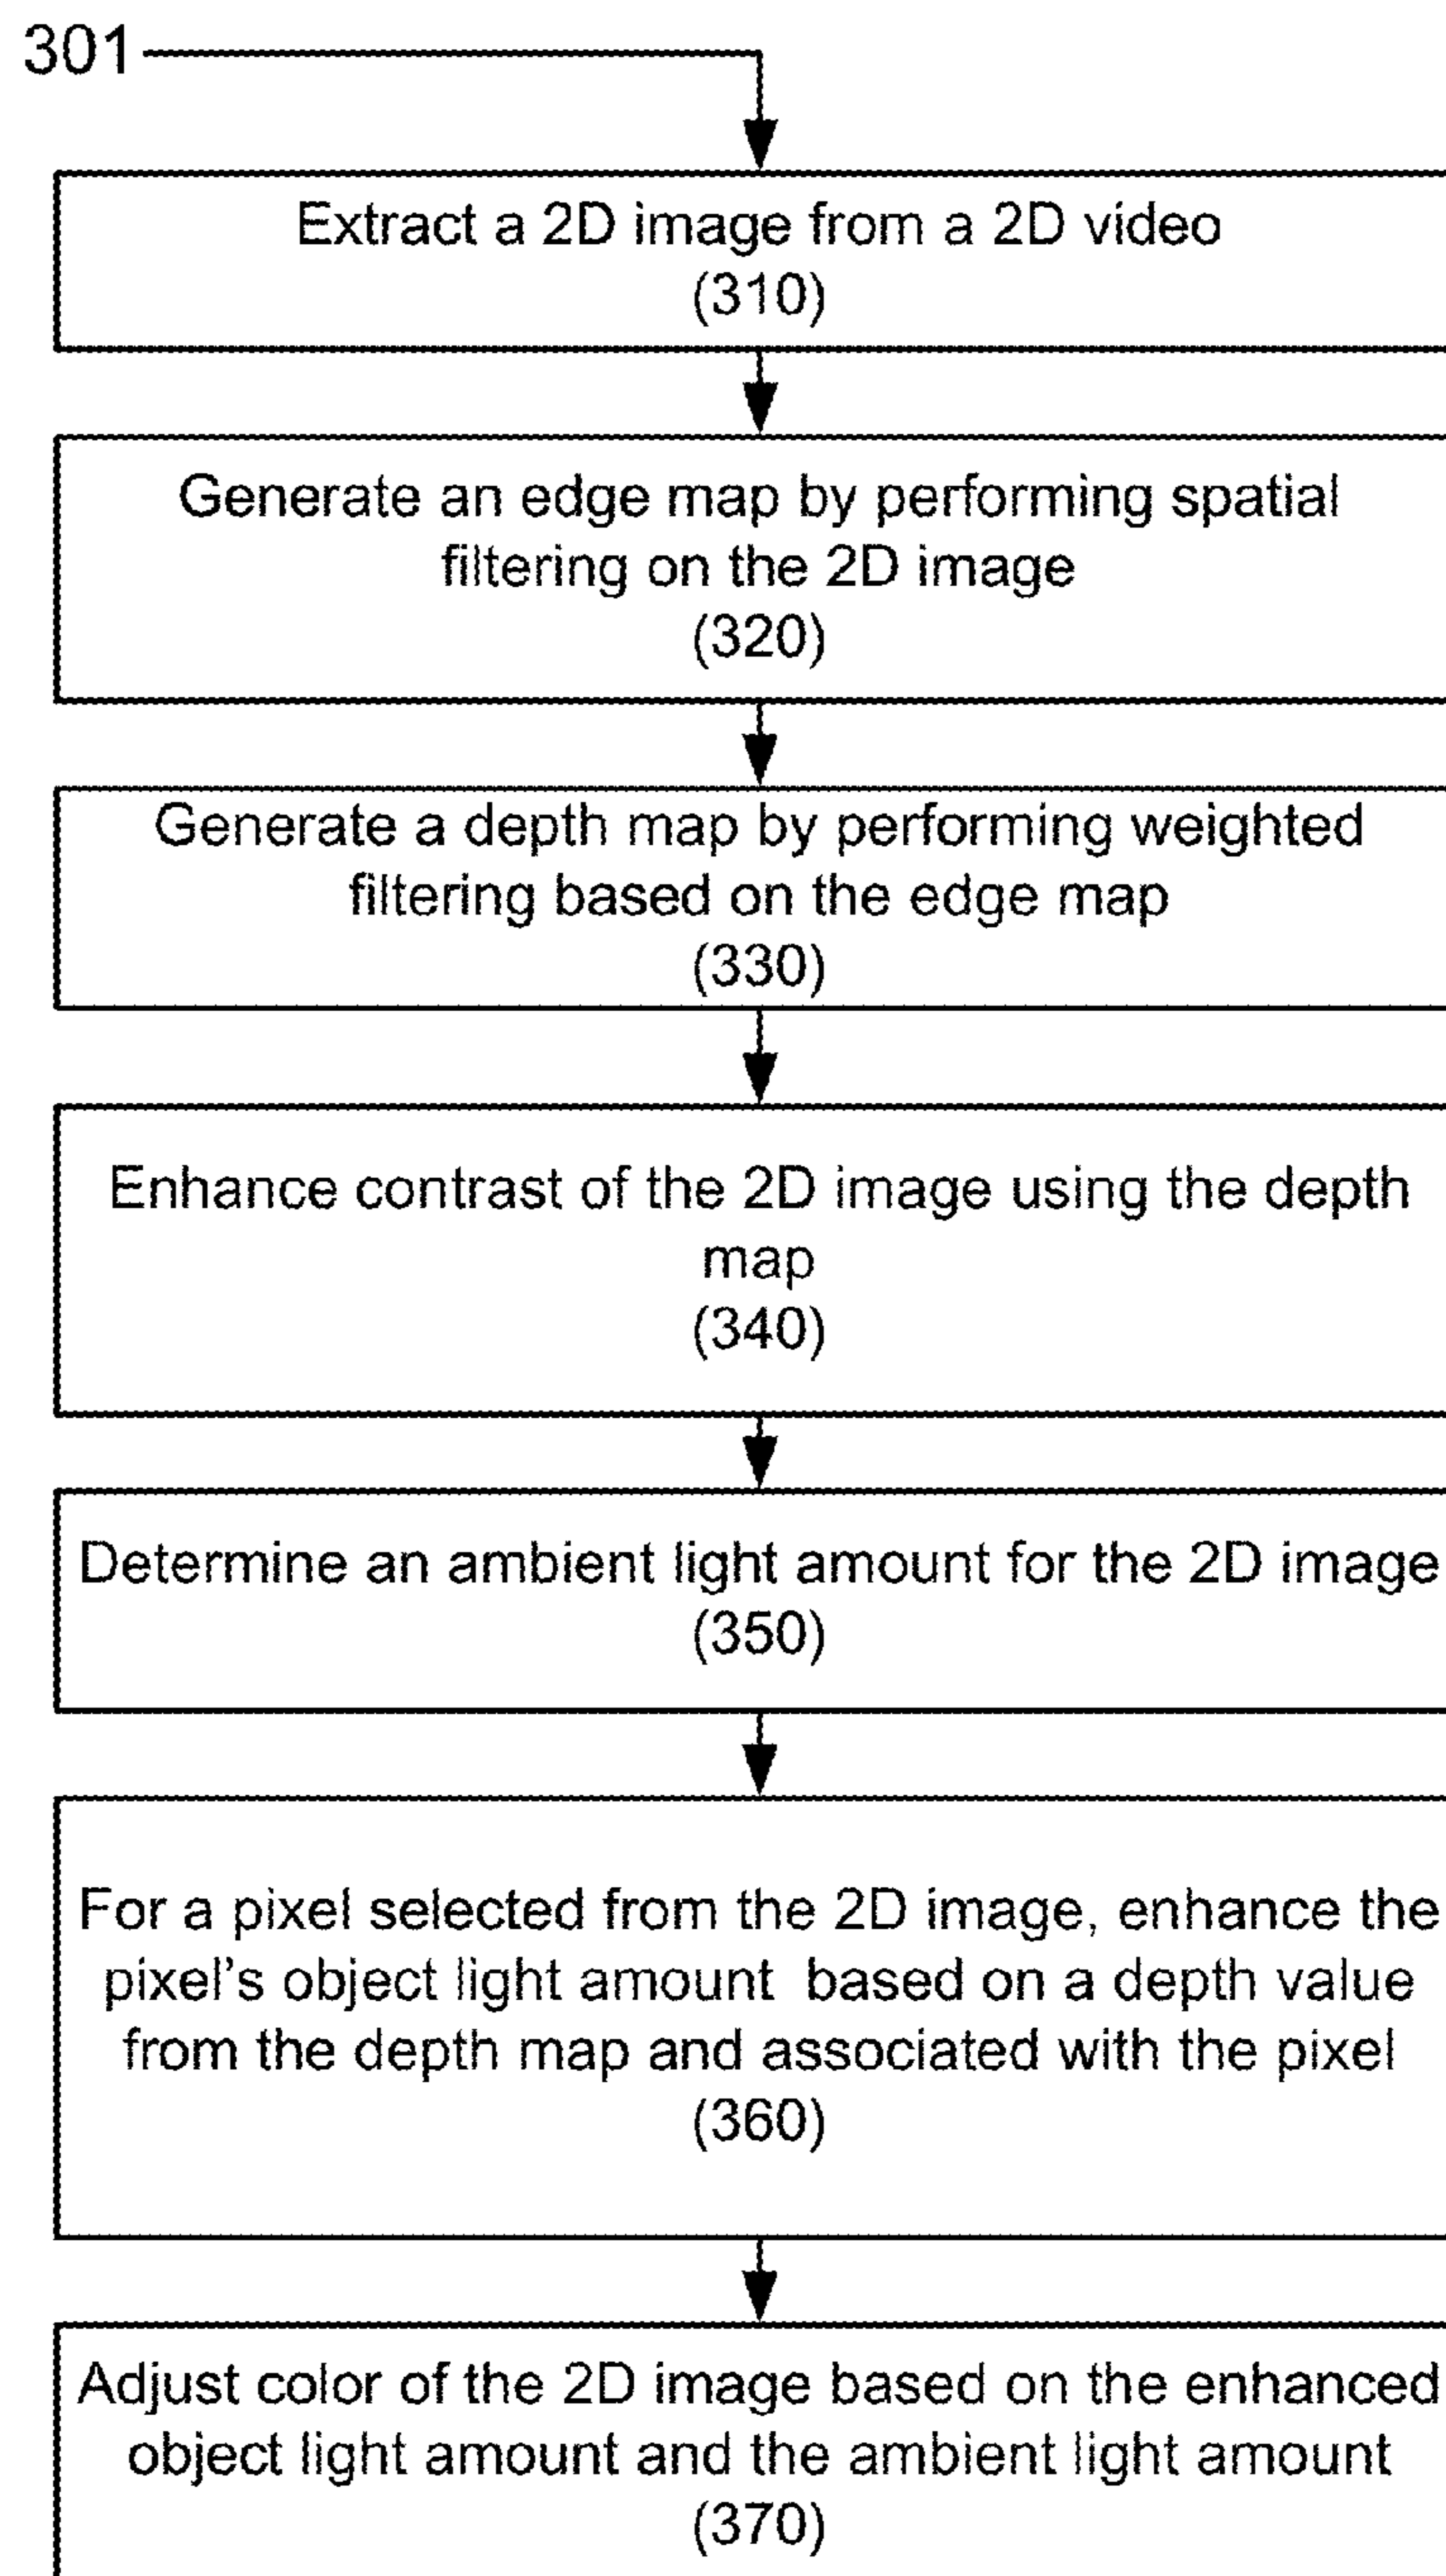 301
Extract a 2D image from a 2D video
(310)
Generate an edge map by performing spatial
filtering on the 2D image
(320)
Generate a depth map by performing weighted
filtering based on the edge map
(330)
Enhance contrast of the 2D image using the depth
map
(340)
Determine an ambient light amount for the 2D image
(350)
For a pixel selected from the 2D image, enhance the
pixel's object light amount based on a depth value
from the depth map and associated with the pixel
(360)
Adjust color of the 2D image based on the enhanced
object light amount and the ambient light amount
(370)